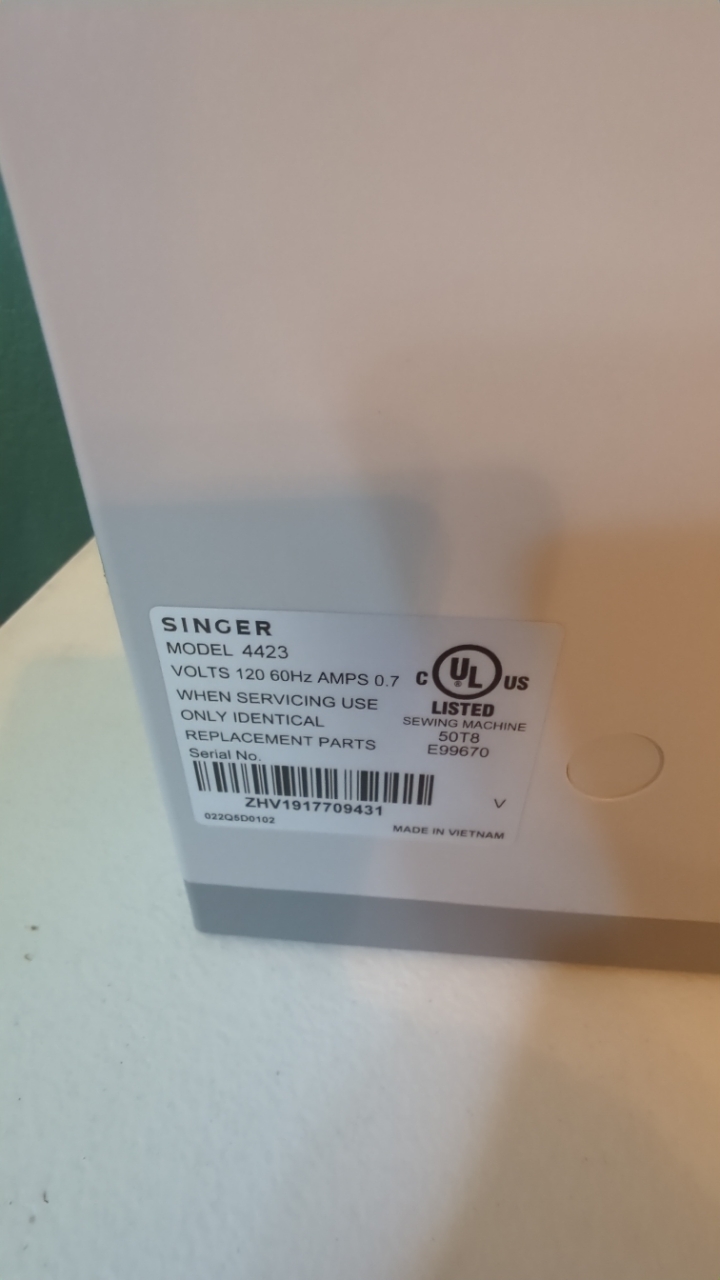 SINGER
MODEL 4423
VOLTS 120 60Hz AMPS 0.7
WHEN SERVICING USE
ONLY IDENTICAL
REPLACEMENT PARTS
C UL US
®
LISTED
SEWING MACHINE
50T8
E99670
Serial No.
ZHV1917709431
V
022Q5D0102
MADE IN VIETNAM